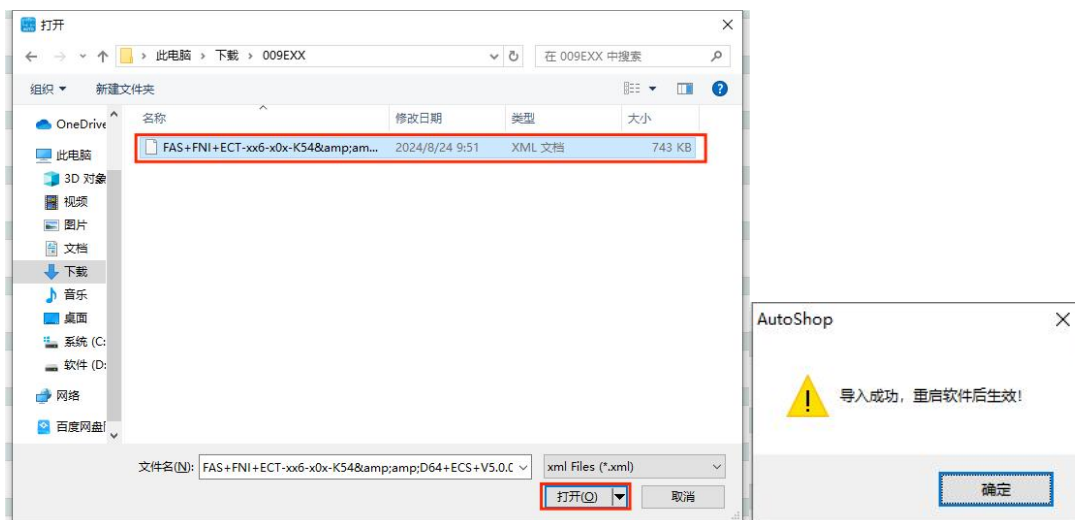 打开
此电脑 › 下载 › 009EXX
在 009EXX 中搜索
组织 新建文件夹
名称 修改日期 类型 大小
FAS+FNI+ECT-xx6-x0x-K54&amp;am... 2024/8/24 9:51 XML 文档 743 KB
OneDrive
此电脑
3D 对象
视频
图片
文档
下载
音乐
桌面
系统 (C:
软件 (D:
网络
百度网盘
文件名(N): FAS+FNI+ECT-xx6-x0x-K54&amp;amp;D64+ECS+V5.0.0 xml Files (*.xml)
打开(O) 取消
AutoShop
导入成功，重启软件后生效!
确定